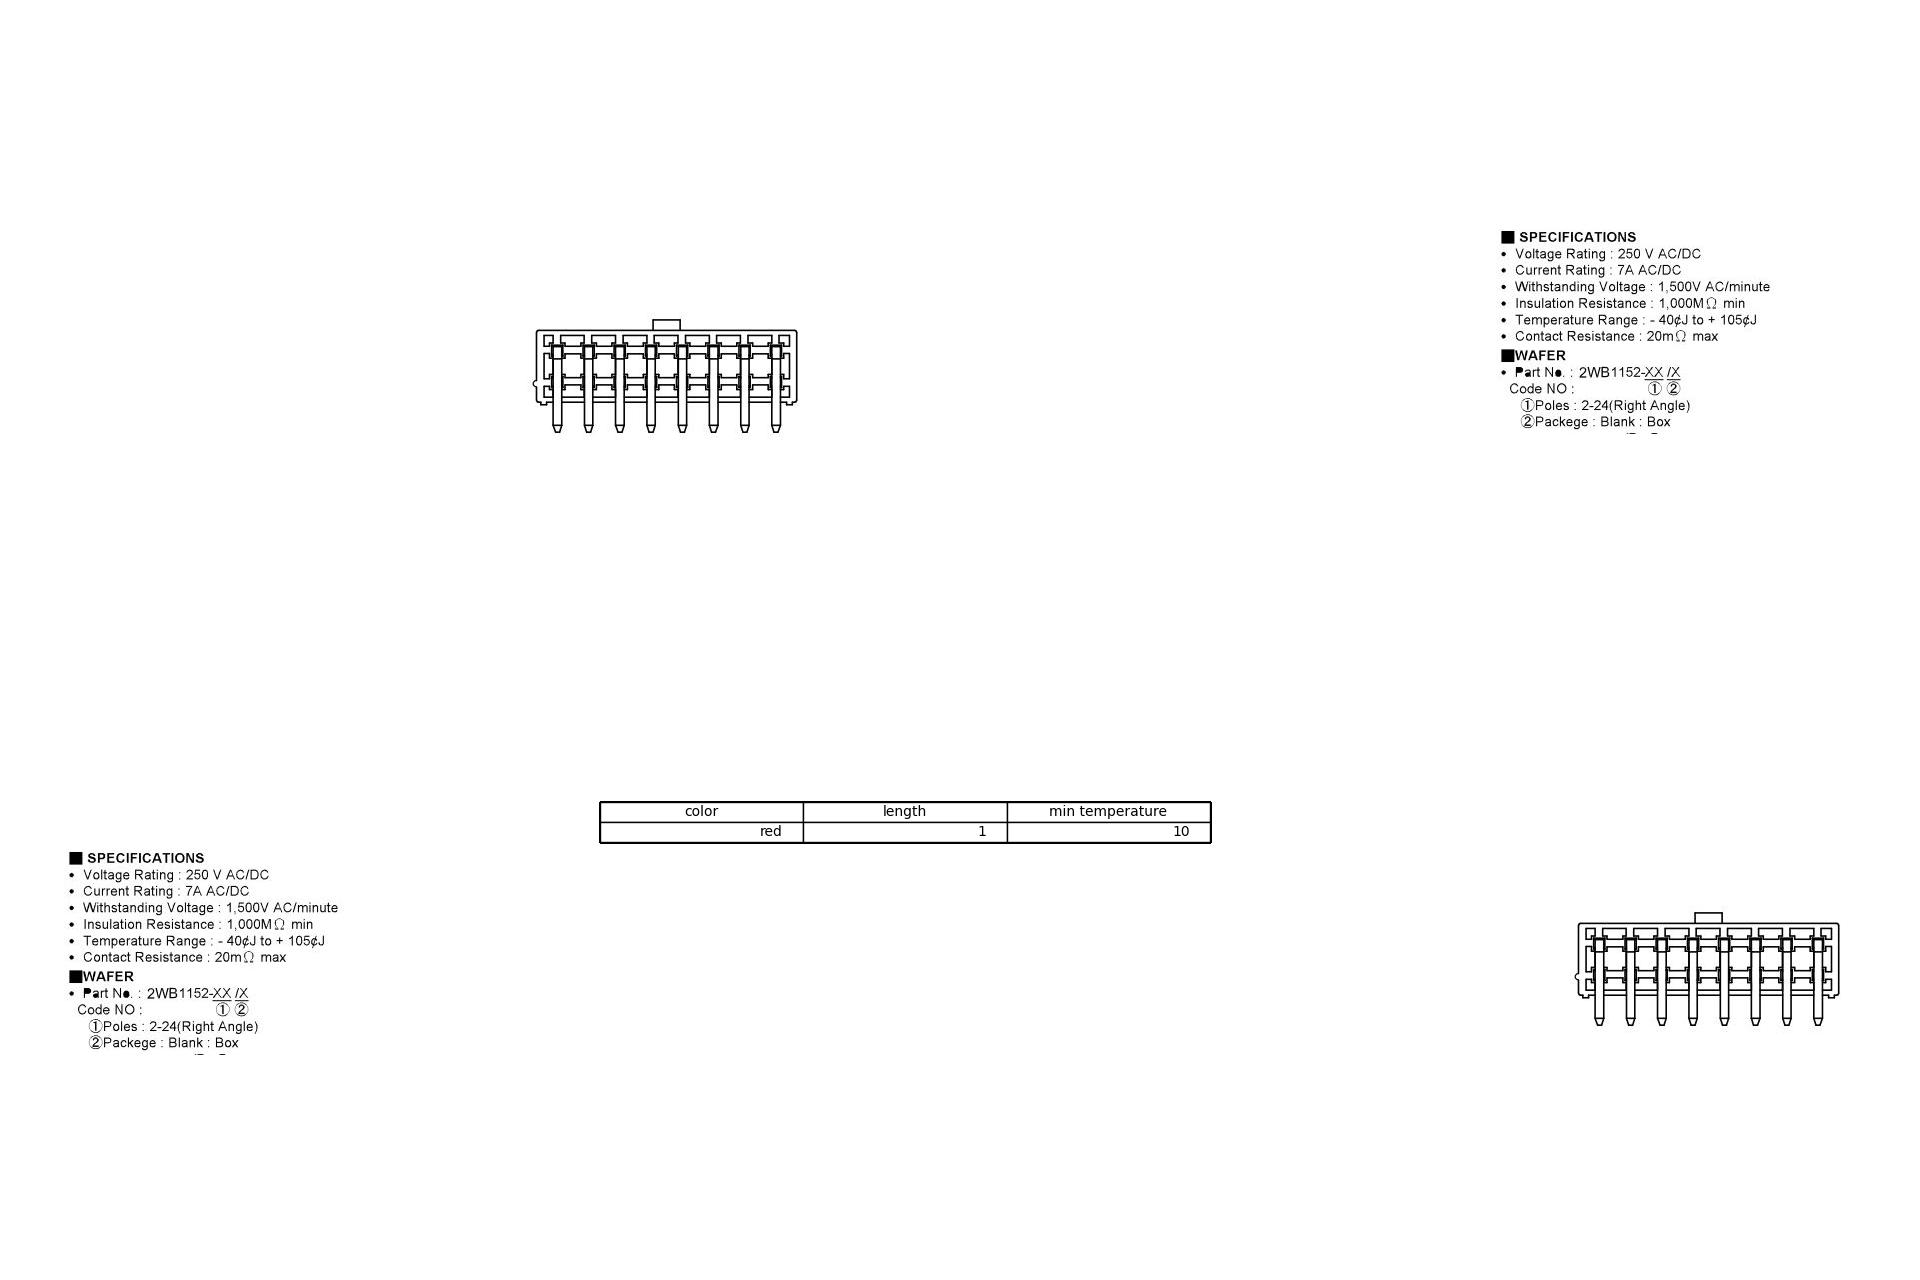 ■ SPECIFICATIONS
• Voltage Rating : 250 V AC/DC
• Current Rating : 7A AC/DC
• Withstanding Voltage : 1,500V AC/minute
• Insulation Resistance : 1,000MΩ min
• Temperature Range : - 40¢J to + 105¢J
• Contact Resistance : 20mΩ max
■WAFER
• Part No. : 2WB1152-XX /X
Code NO : ① ②
①Poles : 2-24(Right Angle)
②Packege : Blank : Box
color length min temperature
red 1 10
■ SPECIFICATIONS
• Voltage Rating : 250 V AC/DC
• Current Rating : 7A AC/DC
• Withstanding Voltage : 1,500V AC/minute
• Insulation Resistance : 1,000MΩ min
• Temperature Range : - 40¢J to + 105¢J
• Contact Resistance : 20mΩ max
■WAFER
• Part No. : 2WB1152-XX /X
Code NO : ① ②
①Poles : 2-24(Right Angle)
②Packege : Blank : Box